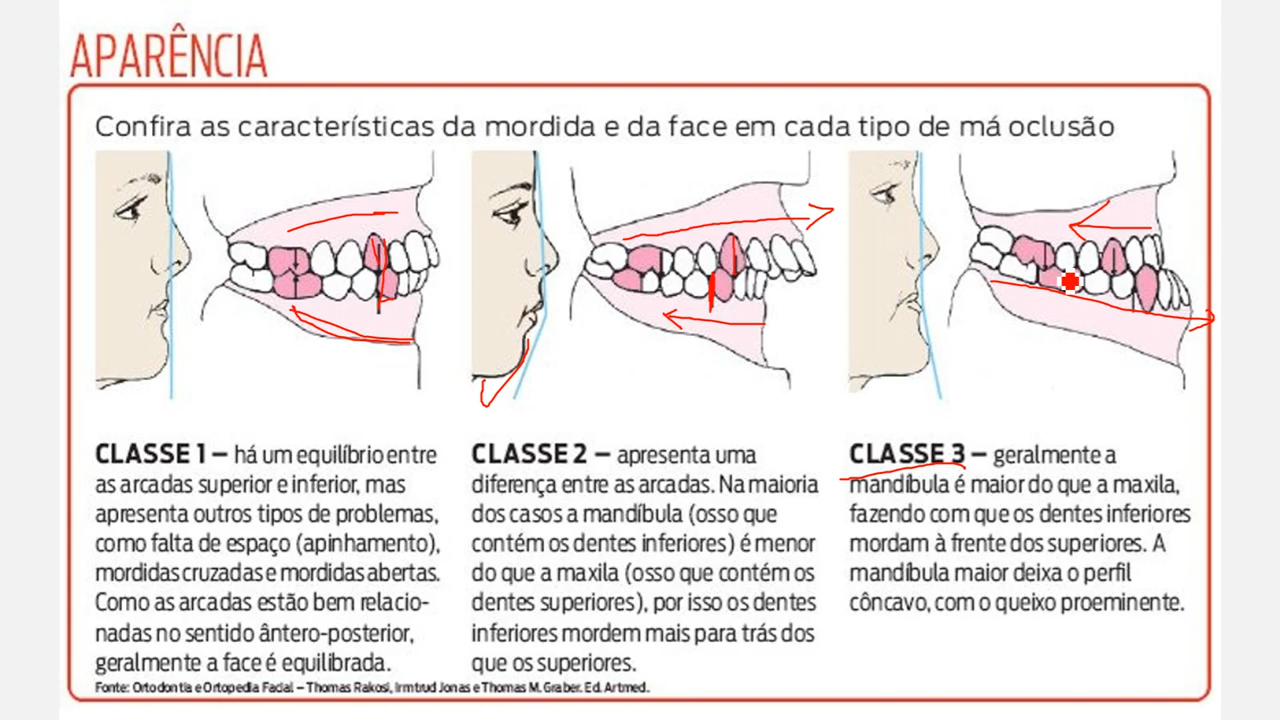 APARÊNCIA
Confira as características da mordida e da face em cada tipo de má oclusão
CLASSE 1 – há um equilíbrio entre
as arcadas superior e inferior, mas
apresenta outros tipos de problemas,
como falta de espaço (apinhamento),
mordidas cruzadas e mordidas abertas.
Como as arcadas estão bem relacio-
nadas no sentido ântero-posterior,
geralmente a face é equilibrada.
CLASSE 2 – apresenta uma
diferença entre as arcadas. Na maioria
dos casos a mandíbula (osso que
contém os dentes inferiores) é menor
do que a maxila (osso que contém os
dentes superiores), por isso os dentes
inferiores mordem mais para trás dos
que os superiores.
CLASSE 3 – geralmente a
mandíbula é maior do que a maxila,
fazendo com que os dentes inferiores
mordam à frente dos superiores. A
mandíbula maior deixa o perfil
côncavo, com o queixo proeminente.
Fonte: Ortodontia e Ortopedia Facial – Thomas Rakosi, Irmtrud Jonas e Thomas M. Graber. Ed. Artmed.